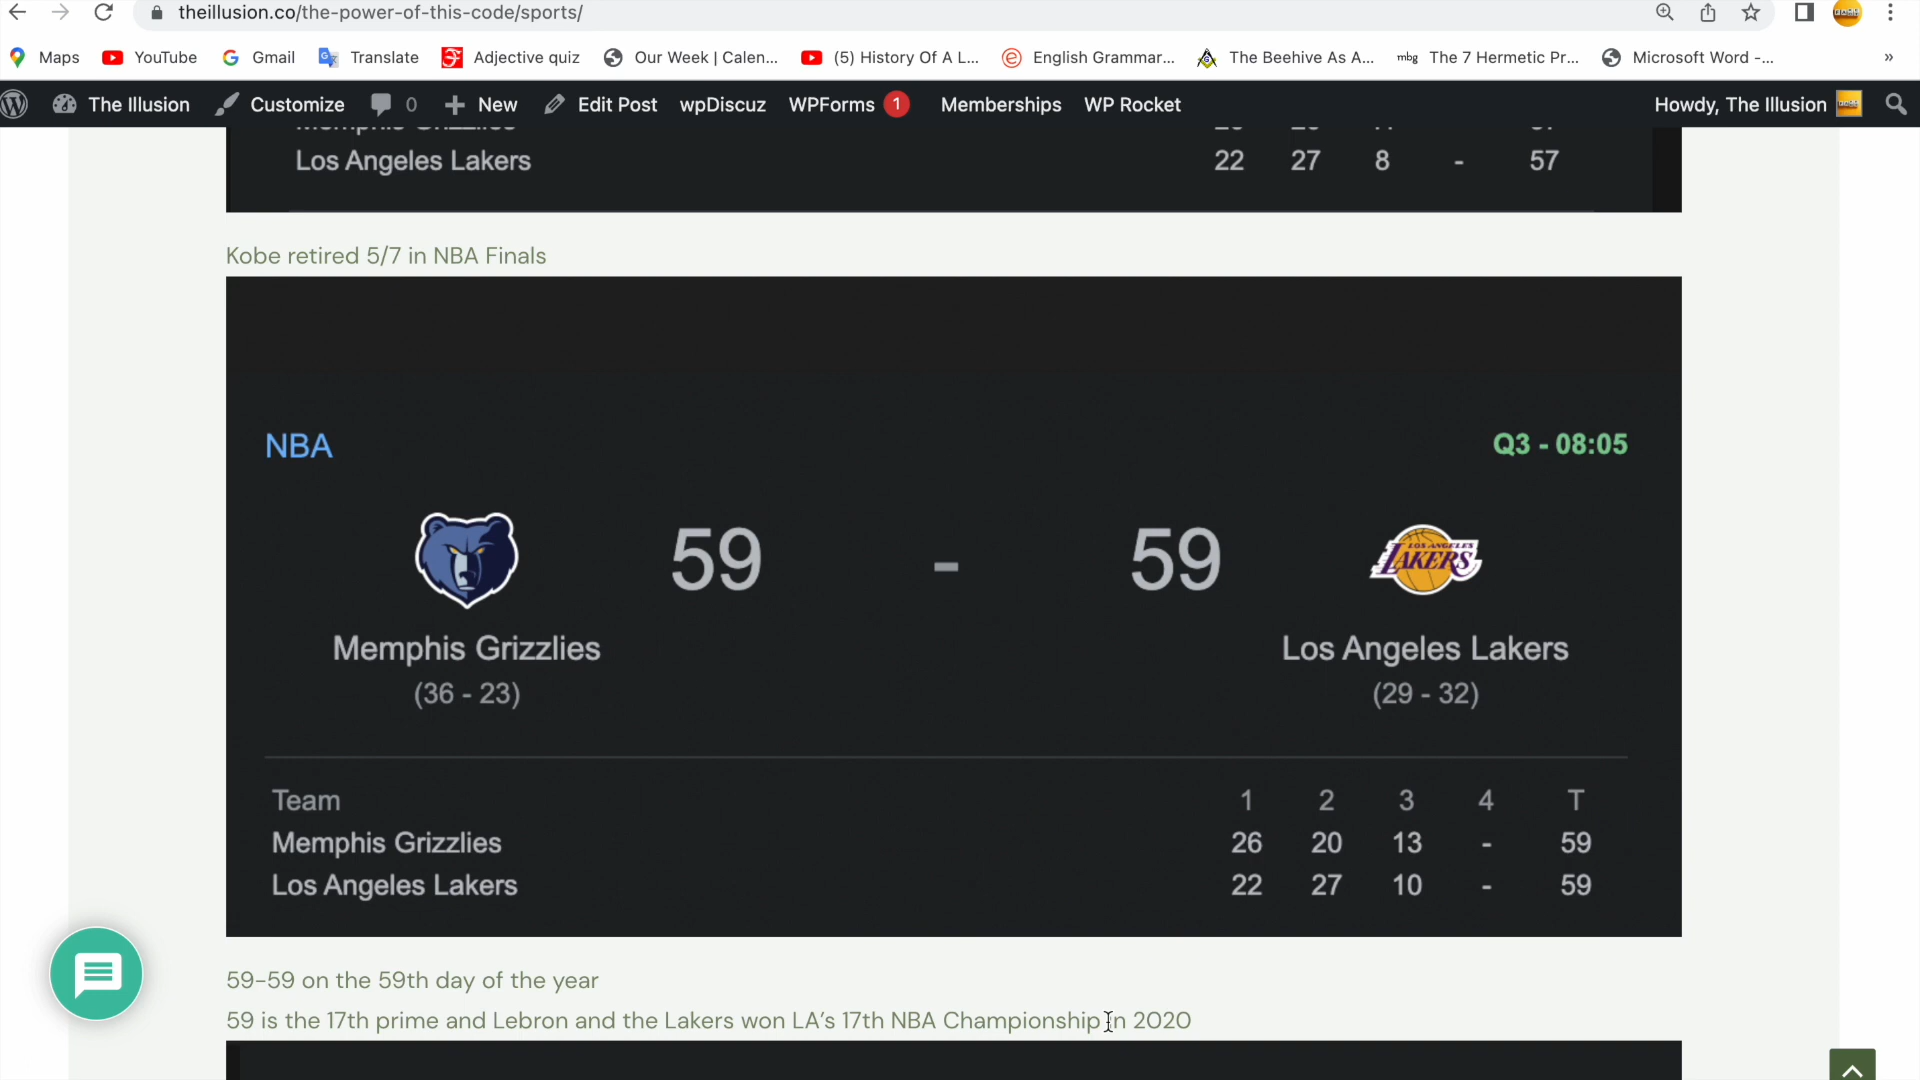 theillusion.co/the-power-of-this-code/sports/
Maps YouTube Gmail Translate Adjective quiz Our Week | Calen... (5) History Of A L... English Grammar... The Beehive As A... mbg The 7 Hermetic Pr... Microsoft Word -... »
The Illusion Customize 0 New Edit Post wpDiscuz WPForms 1 Memberships WP Rocket Howdy, The Illusion
Memphis Grizzlies
Los Angeles Lakers 22 27 8 - 57
Kobe retired 5/7 in NBA Finals
NBA Q3 - 08:05
59 - 59
LOS ANGELES LAKERS
Memphis Grizzlies Los Angeles Lakers
(36 - 23) (29 - 32)
Team 1 2 3 4 T
Memphis Grizzlies 26 20 13 - 59
Los Angeles Lakers 22 27 10 - 59
59-59 on the 59th day of the year
59 is the 17th prime and Lebron and the Lakers won LA's 17th NBA Championship in 2020